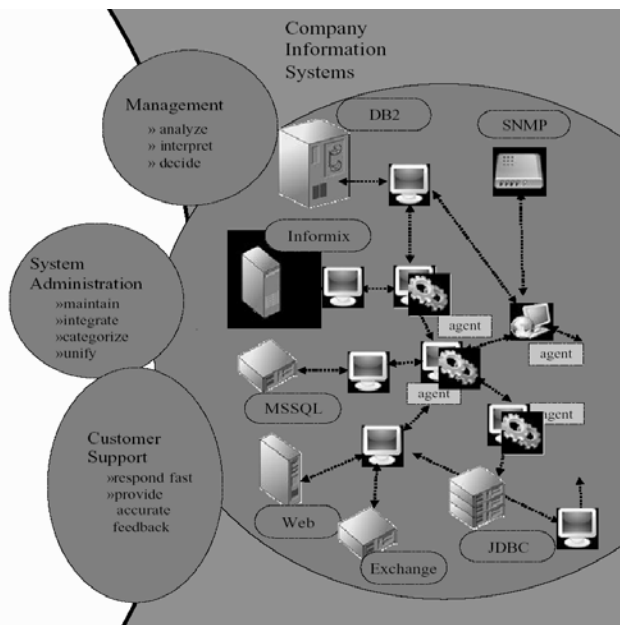 Company
Information
Systems
Management
» analyze
» interpret
» decide
DB2
SNMP
Informix
System
Administration
»maintain
»integrate
»categorize
»unify
agent
agent
MSSQL
agent
agent
Customer
Support
»respond fast
»provide
accurate
feedback
Web
Exchange
JDBC